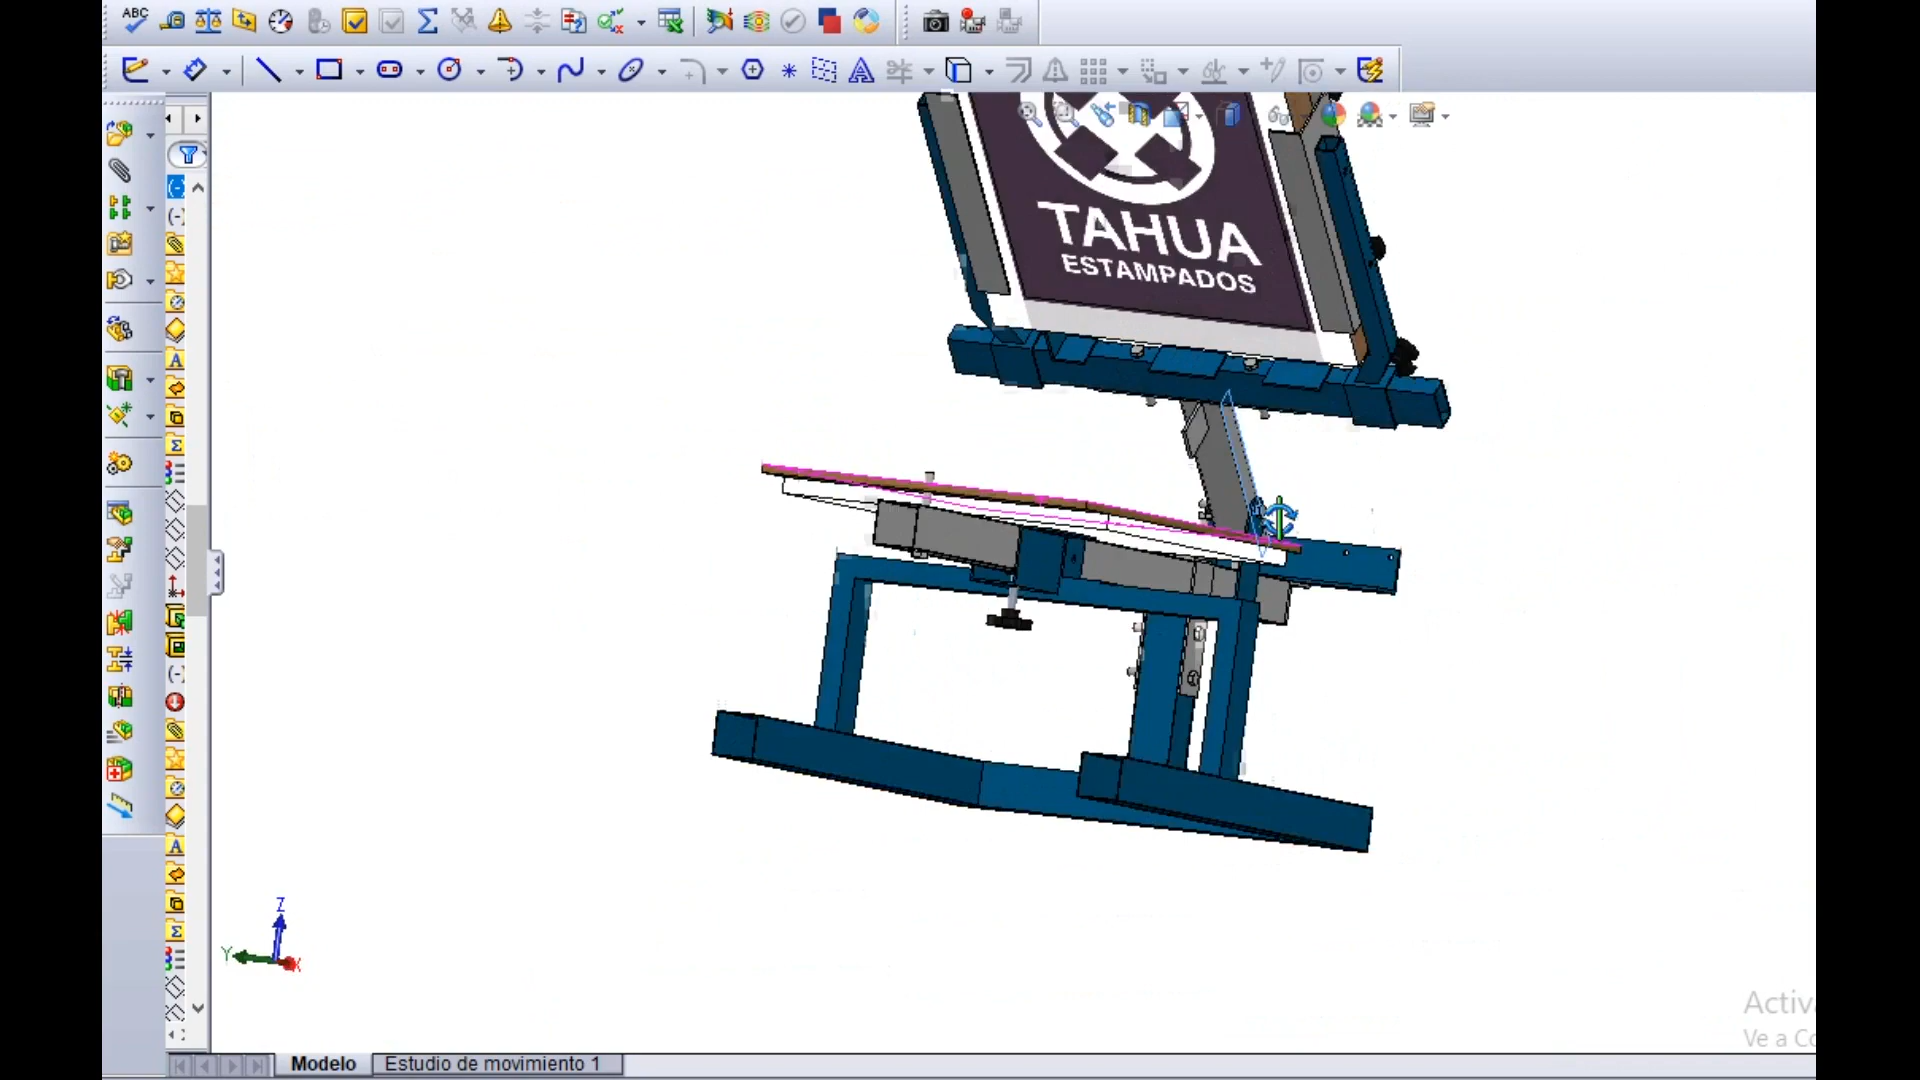 ABC
TAHUA
ESTAMPADOS
Z
Y
X
Activ
Ve a Co
Modelo
Estudio de movimiento 1